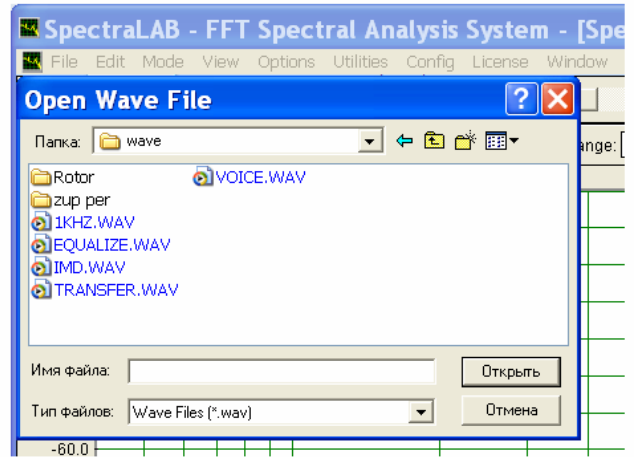 SpectraLAB - FFT Spectral Analysis System - [Spe
File Edit Mode View Options Utilities Config License Window
Open Wave File
Папка: wave
ange:
Rotor VOICE.WAV
zup per
1KHZ.WAV
EQUALIZE.WAV
IMD.WAV
TRANSFER.WAV
Имя файла: Открыть
Тип файлов: Wave Files (*.wav) Отмена
-60.0